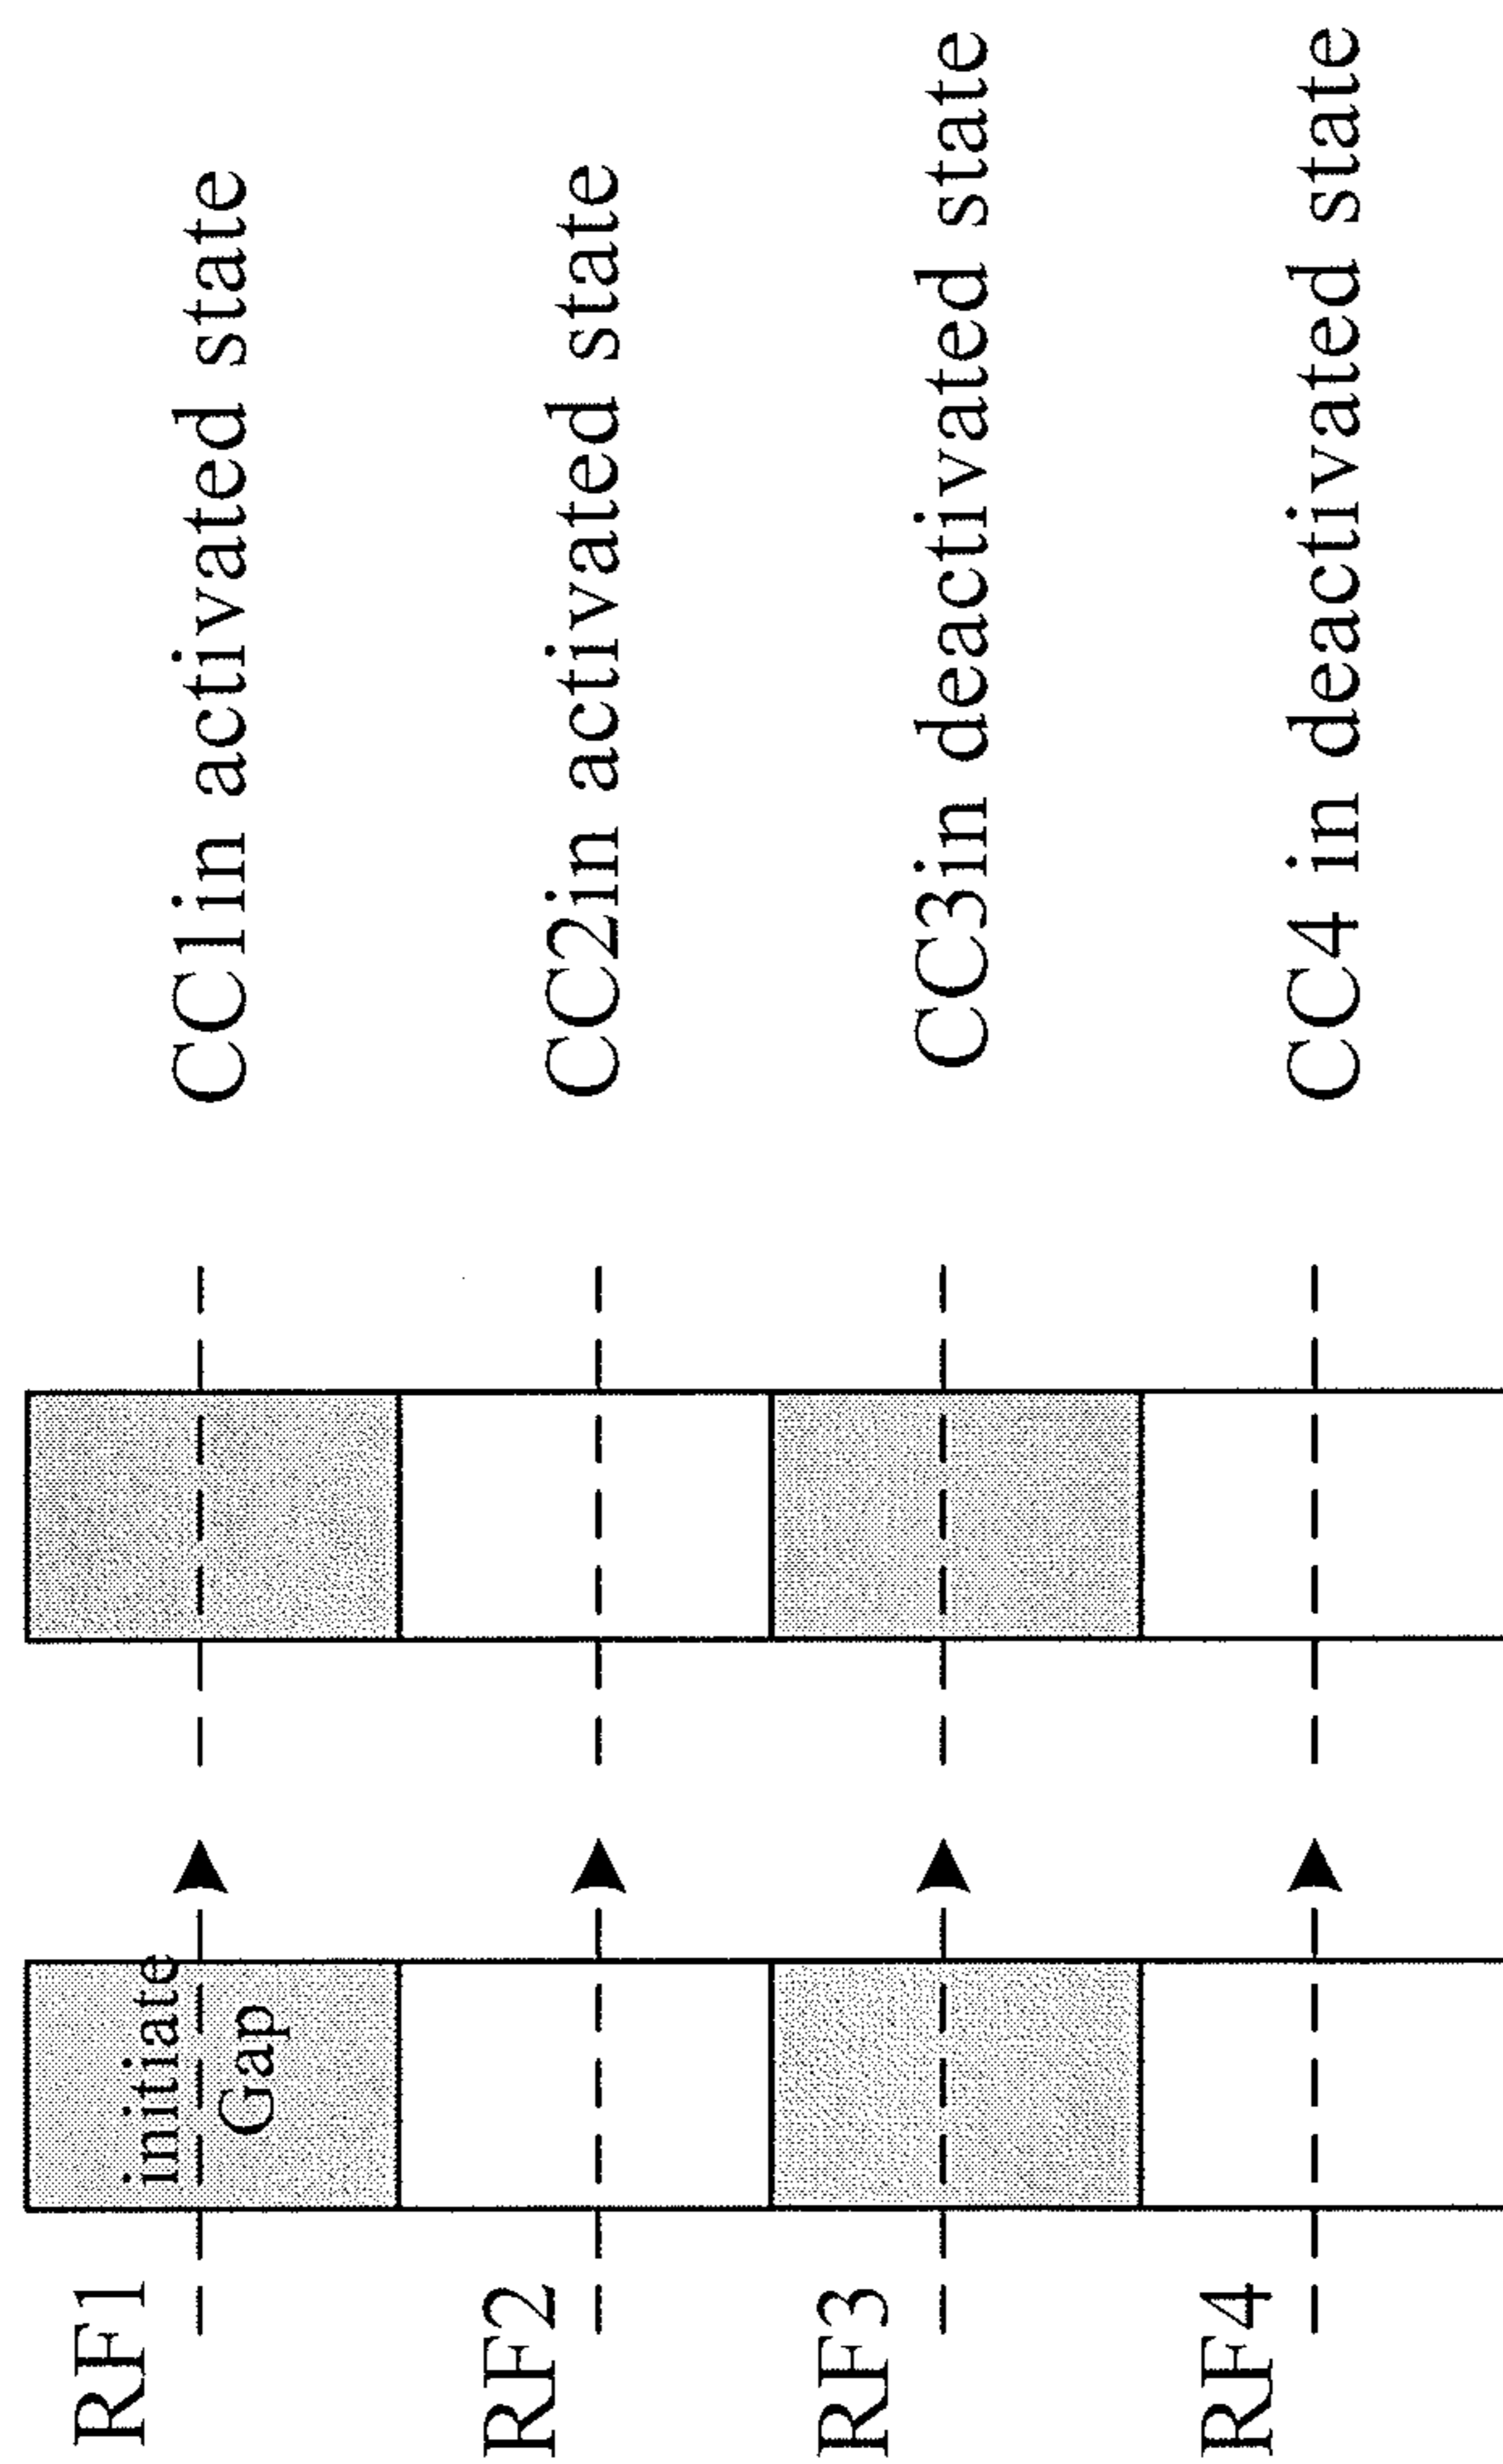 RF1
initiate
Gap
CC1in activated state
RF2
CC2in activated state
RF3
CC3in deactivated state
RF4
CC4 in deactivated state